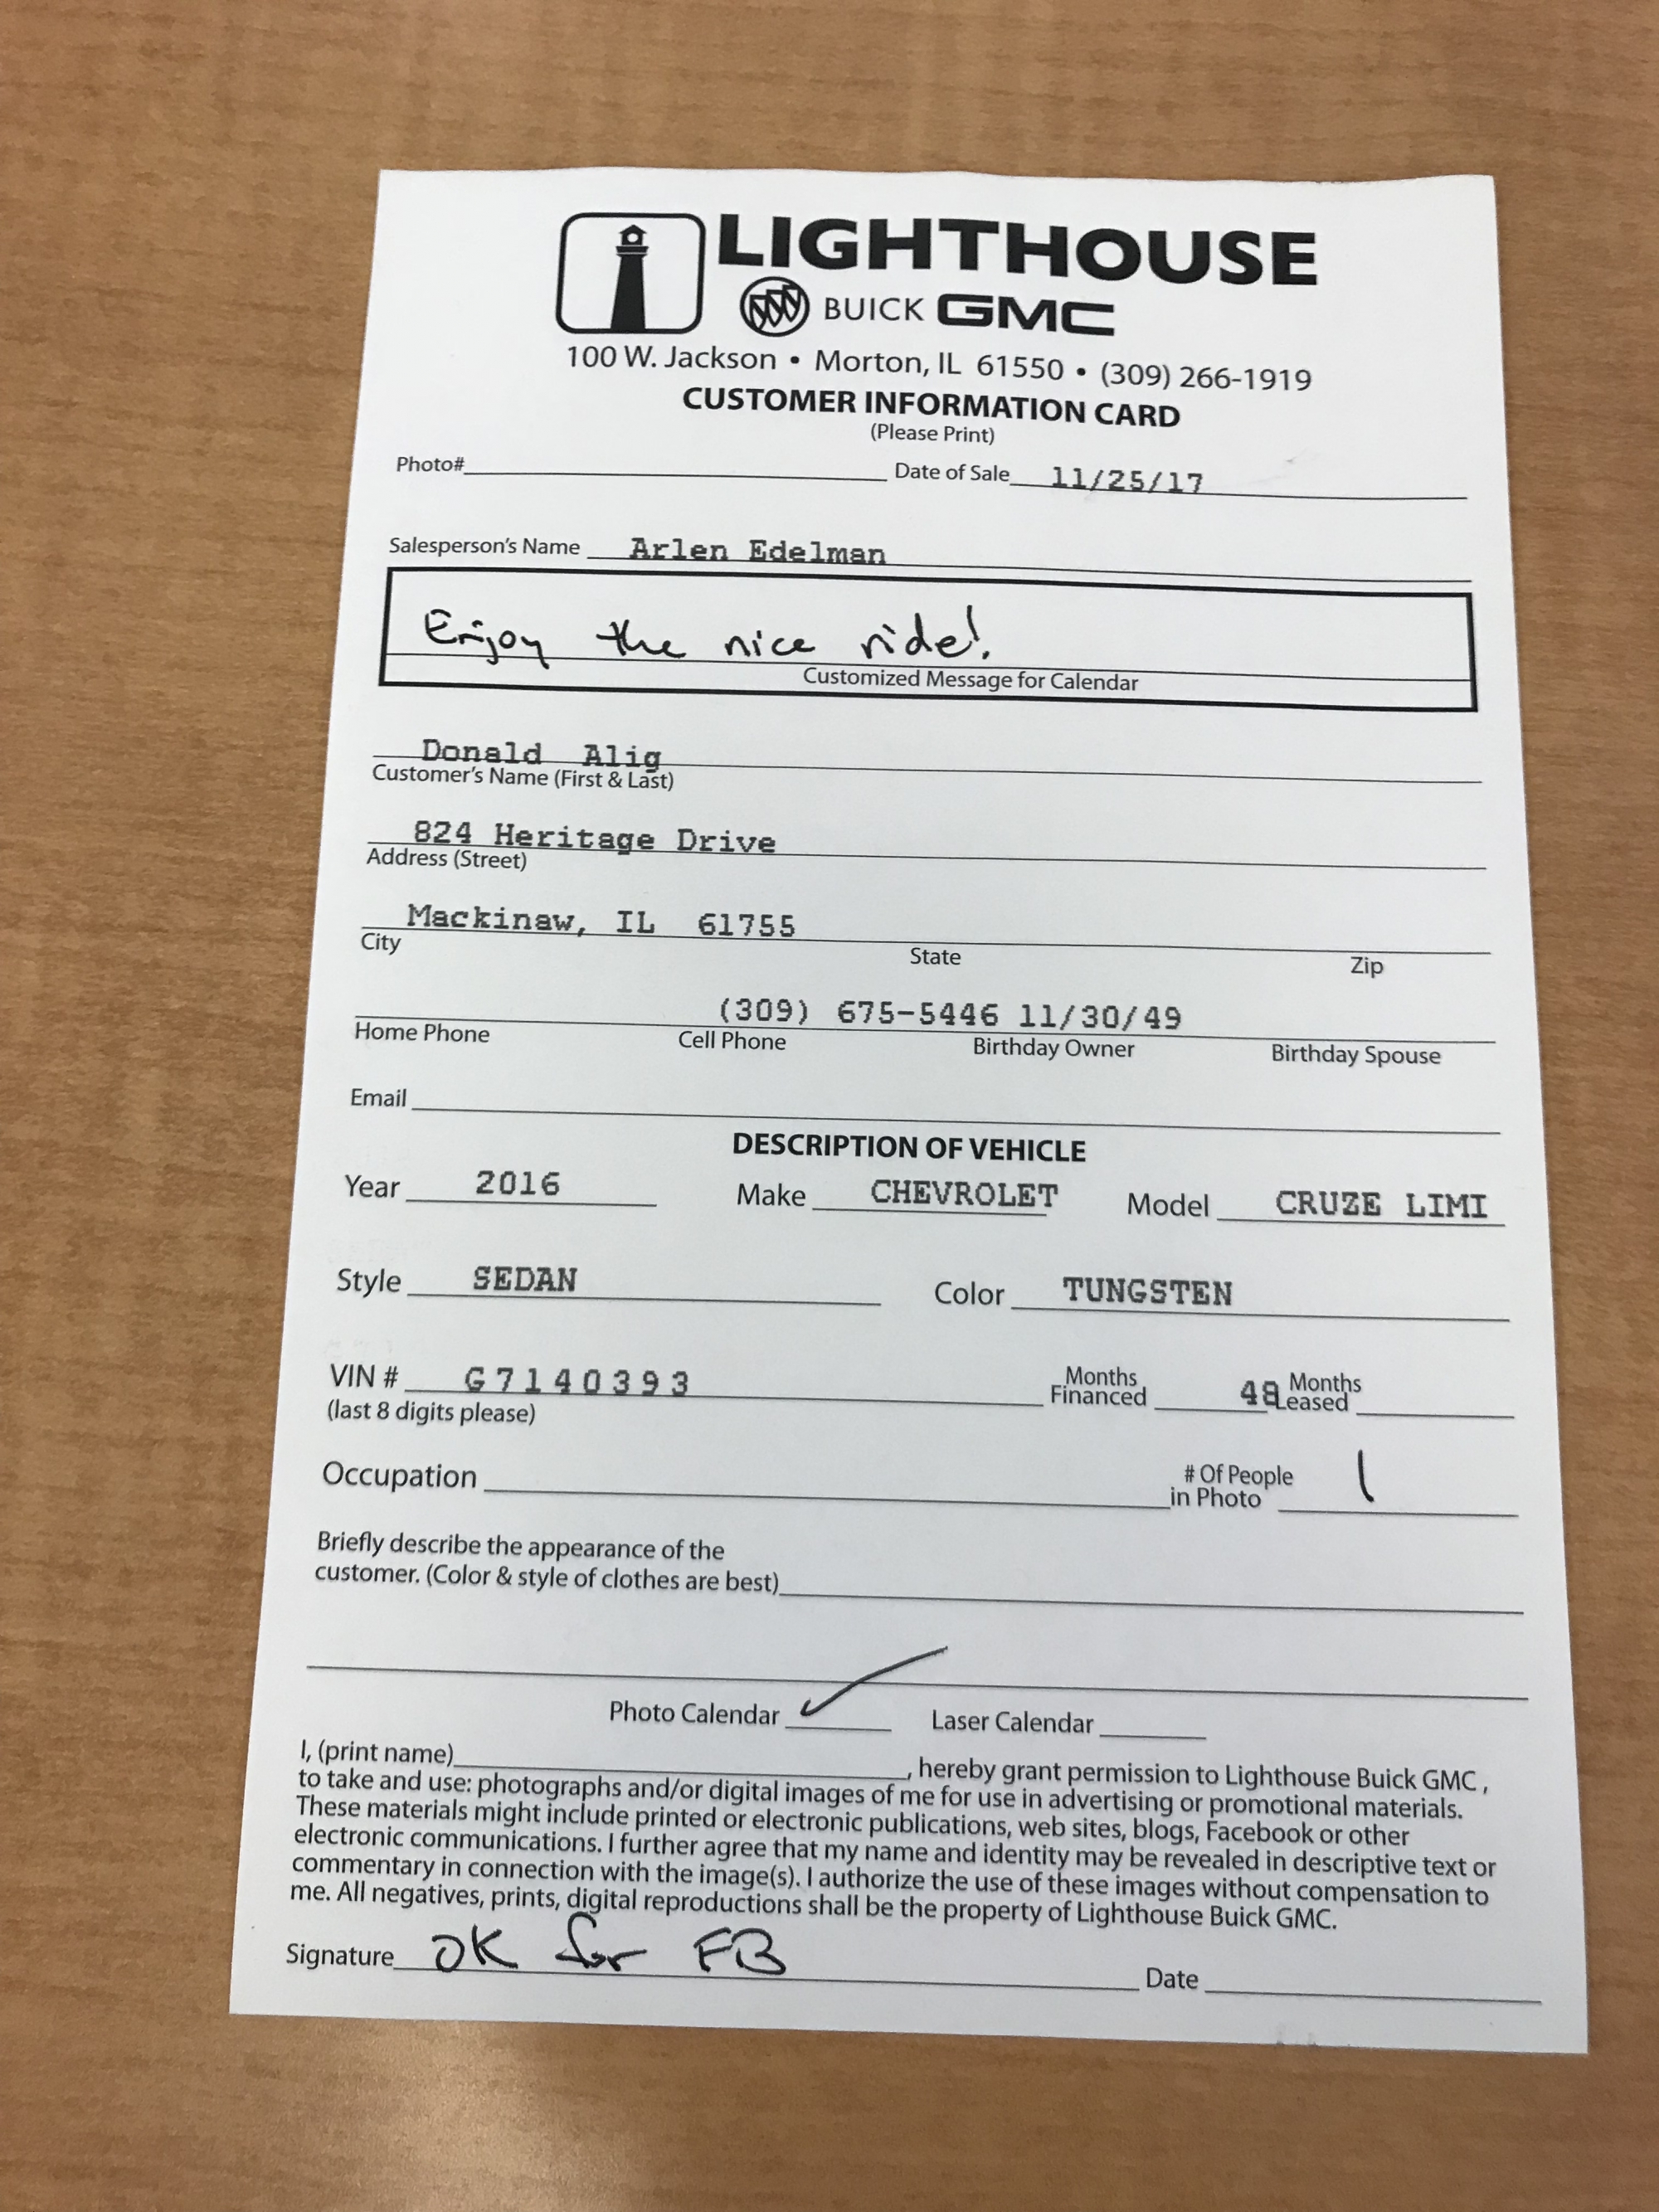 LIGHTHOUSE
BUICK GMC
100 W. Jackson • Morton, IL 61550 • (309) 266-1919
CUSTOMER INFORMATION CARD
(Please Print)
Photo# Date of Sale 11/25/17
Salesperson's Name Arlen Edelman
Enjoy the nice ride!
Customized Message for Calendar
Donald Alig
Customer's Name (First & Last)
824 Heritage Drive
Address (Street)
Mackinaw, IL 61755
City State Zip
(309) 675-5446 11/30/49
Home Phone Cell Phone Birthday Owner Birthday Spouse
Email
DESCRIPTION OF VEHICLE
Year 2016 Make CHEVROLET Model CRUZE LIMI
Style SEDAN Color TUNGSTEN
VIN # G7140393 Months Financed 48 Months Leased
(last 8 digits please)
Occupation # Of People in Photo 1
Briefly describe the appearance of the
customer. (Color & style of clothes are best)
Photo Calendar ✓ Laser Calendar
I, (print name) , hereby grant permission to Lighthouse Buick GMC ,
to take and use: photographs and/or digital images of me for use in advertising or promotional materials.
These materials might include printed or electronic publications, web sites, blogs, Facebook or other
electronic communications. I further agree that my name and identity may be revealed in descriptive text or
commentary in connection with the image(s). I authorize the use of these images without compensation to
me. All negatives, prints, digital reproductions shall be the property of Lighthouse Buick GMC.
Signature OK for FB Date